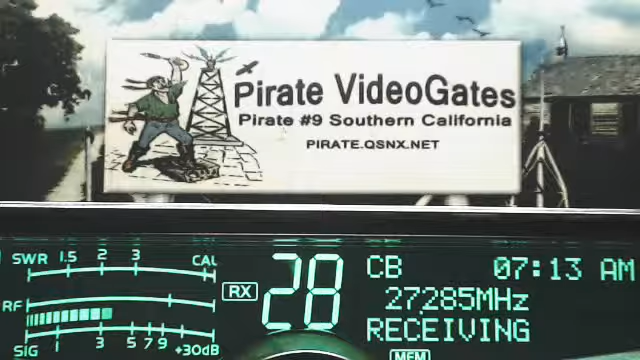 Pirate VideoGates
Pirate #9 Southern California
PIRATE.QSNX.NET
SWR 1.5 2 3 CAL
RX 28 CB 07:13 AM
27285MHz
RF
RECEIVING
SIG 1 3 5 7 9 +30dB
MEM